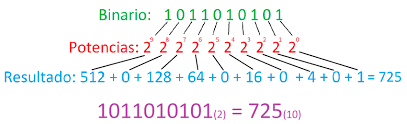 Binario: 1 0 1 1 0 1 0 1 0 1
Potencias: 2⁹ 2⁸ 2⁷ 2⁶ 2⁵ 2⁴ 2³ 2² 2¹ 2⁰
Resultado: 512 + 0 + 128 + 64 + 0 + 16 + 0 + 4 + 0 + 1 = 725
1011010101(2) = 725(10)